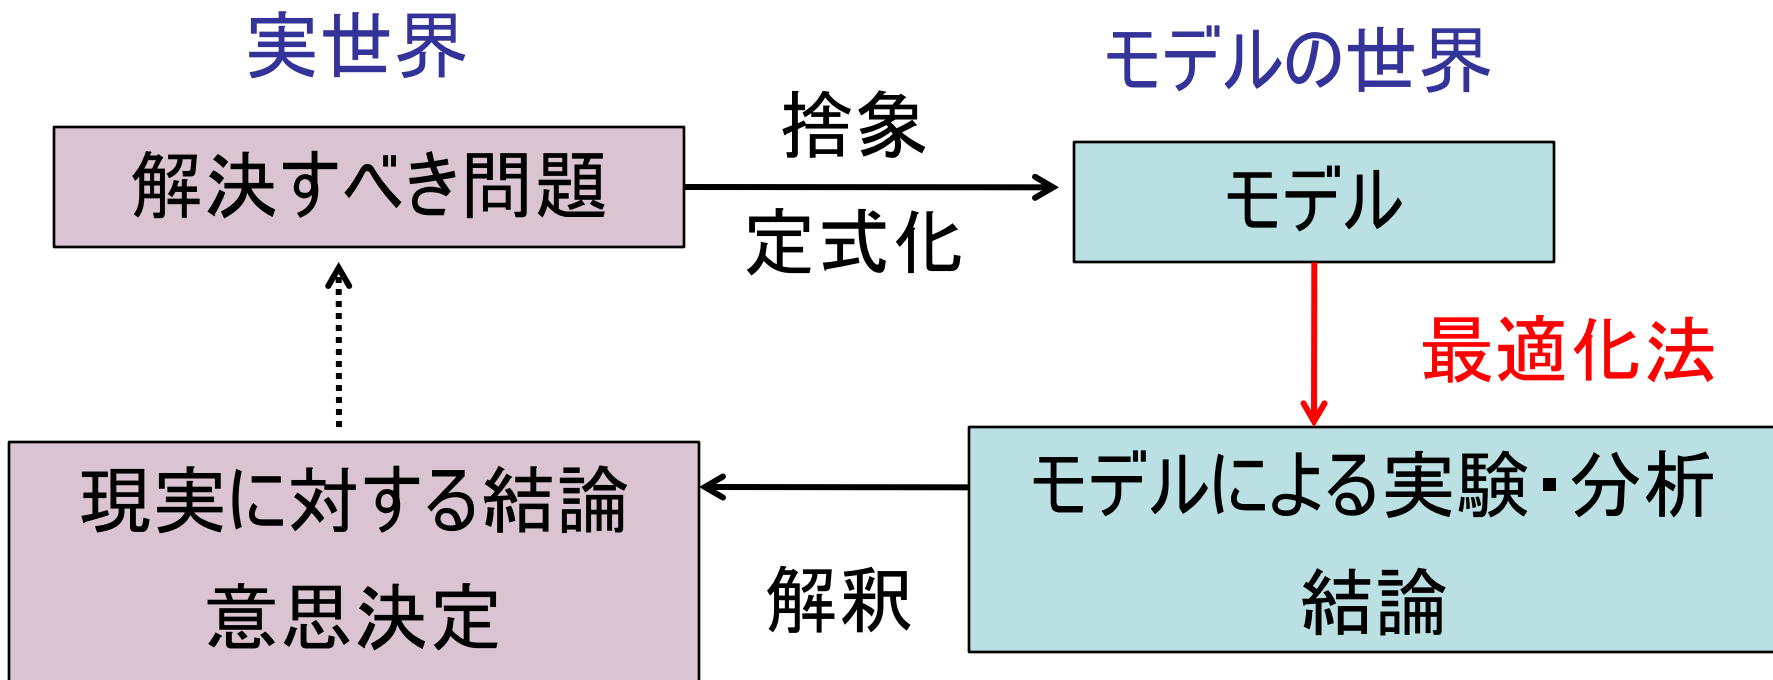 実世界
モデルの世界
捨象
解決すべき問題
モデル
定式化
最適化法
現実に対する結論
意思決定
解釈
モデルによる実験・分析
結論